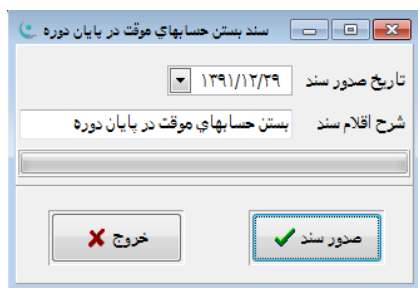 سند بستن حسابهاي موقت در پايان دوره
تاريخ صدور سند ۱۳۹۱/۱۲/۲۹
شرح اقلام سند بستن حسابهاي موقت در پايان دوره
صدور سند خروج